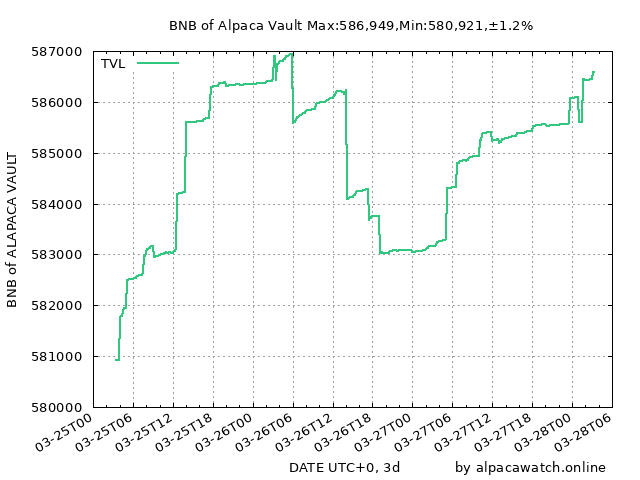 BNB of Alpaca Vault Max:586,949,Min:580,921,±1.2%
587000
586000
585000
584000
583000
582000
581000
580000
TVL
BNB of ALAPACA VAULT
03-25T00
03-25T06
03-25T12
03-25T18
03-26T00
03-26T06
03-26T12
03-26T18
03-27T00
03-27T06
03-27T12
03-27T18
03-28T00
03-28T06
DATE UTC+0, 3d
by alpacawatch.online